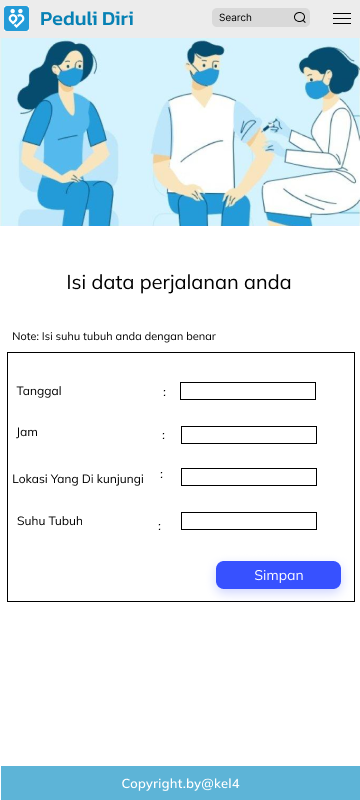 Peduli Diri
Search
Isi data perjalanan anda
Note: Isi suhu tubuh anda dengan benar
Tanggal :
Jam :
Lokasi Yang Di kunjungi :
Suhu Tubuh :
Simpan
Copyright.by@kel4